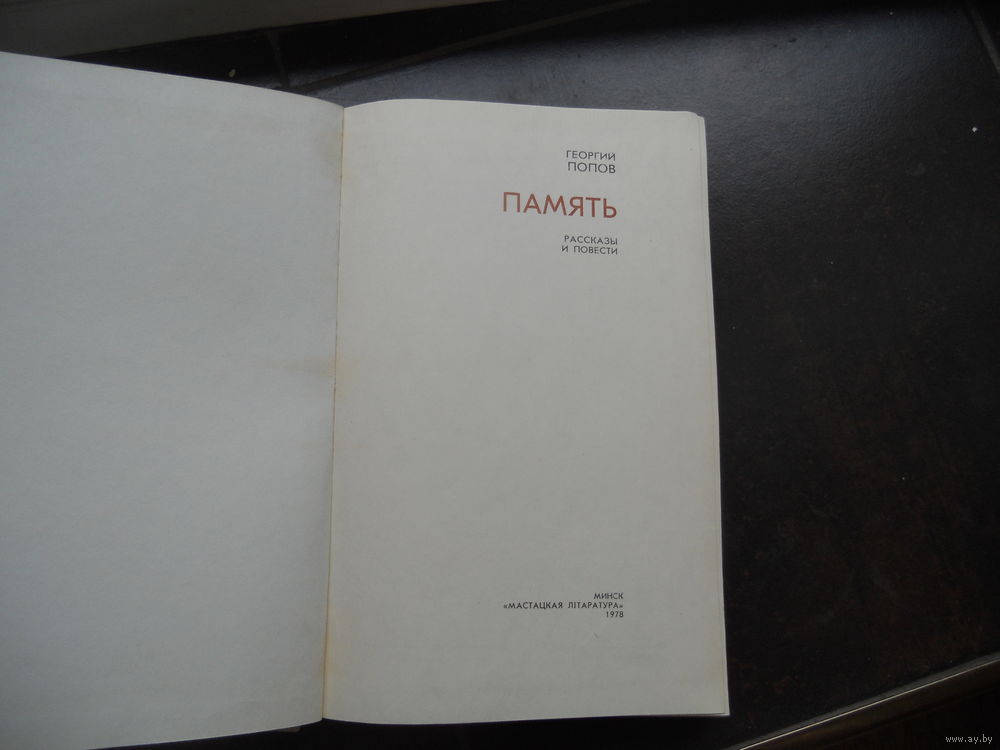 ГЕОРГИЙ
ПОПОВ
ПАМЯТЬ
РАССКАЗЫ
И ПОВЕСТИ
МИНСК
«МАСТАЦКАЯ ЛІТАРАТУРА»
1978
www.ay.by